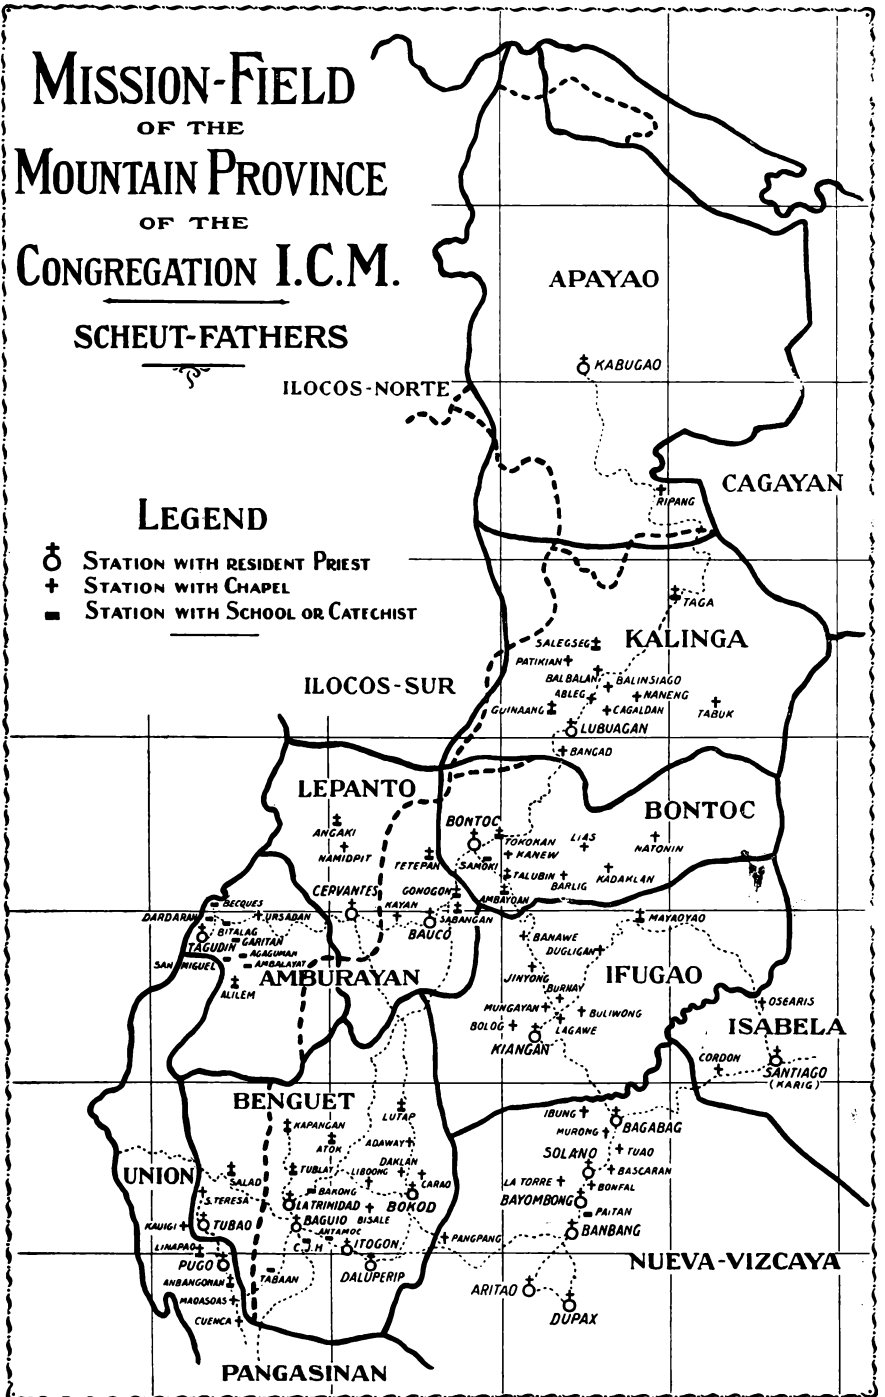 MISSION-FIELD
OF THE
MOUNTAIN PROVINCE
OF THE
CONGREGATION I.C.M.
SCHEUT-FATHERS
LEGEND
STATION WITH RESIDENT PRIEST
STATION WITH CHAPEL
STATION WITH SCHOOL OR CATECHIST
APAYAO
KABUGAO
ILOCOS-NORTE
CAGAYAN
RIPANG
TAGA
KALINGA
SALEGSEG
PATIKIAN
BALBALAN
BALINSIAGO
ABLEG
NANENG
GUINAANG
CAGALDAN
TABUK
LUBUAGAN
BANGAD
ILOCOS-SUR
LEPANTO
BONTOC
ANGAKI
BONTOC
TOKOKAN
LIAS
NATONIN
NAMIDPIT
KANEW
TETEPAN
SAMOKI
TALUBIN
BARLIG
KADAKLAN
CERVANTES
GONOGON
AMBAYOAN
BECQUES
DARDARAN
URSADAN
KAYAN
SABANGAN
MAYAOYAO
BITALAG
TAGUDIN
GARITAN
BAUCO
BANAWE
DUGLIGAN
AGAGUMAN
SAN MIGUEL
AMBALAYAT
AMBURAYAN
JINYONG
IFUGAO
ALILEM
BURNAY
MUNGAYAN
BULIWONG
OSEARIS
BOLOG
LAGAWE
ISABELA
KIANGAN
CORDON
SANTIAGO
(KARIG)
BENGUET
LUTAP
IBUNG
BAGABAG
KAPANGAN
MURONG
ATOK
ADAWAY
SOLANO
TUAO
UNION
DAKLAN
TUBLAY
LIBOONG
BASCARAN
SALAD
CARAO
LA TORRE
BONFAL
BAKONG
S. TERESA
LA TRINIDAD
BOKOD
BAYOMBONG
PAITAN
KAUIGI
TUBAO
BAGUIO
BISALE
BANBANG
ANTAMOC
PANGPANG
LINAPAO
C.J.H
ITOGON
NUEVA-VIZCAYA
PUGO
DALUPERIP
TABAAN
ANBANGONAN
ARITAO
MADASOAS
DUPAX
CUENCA
PANGASINAN